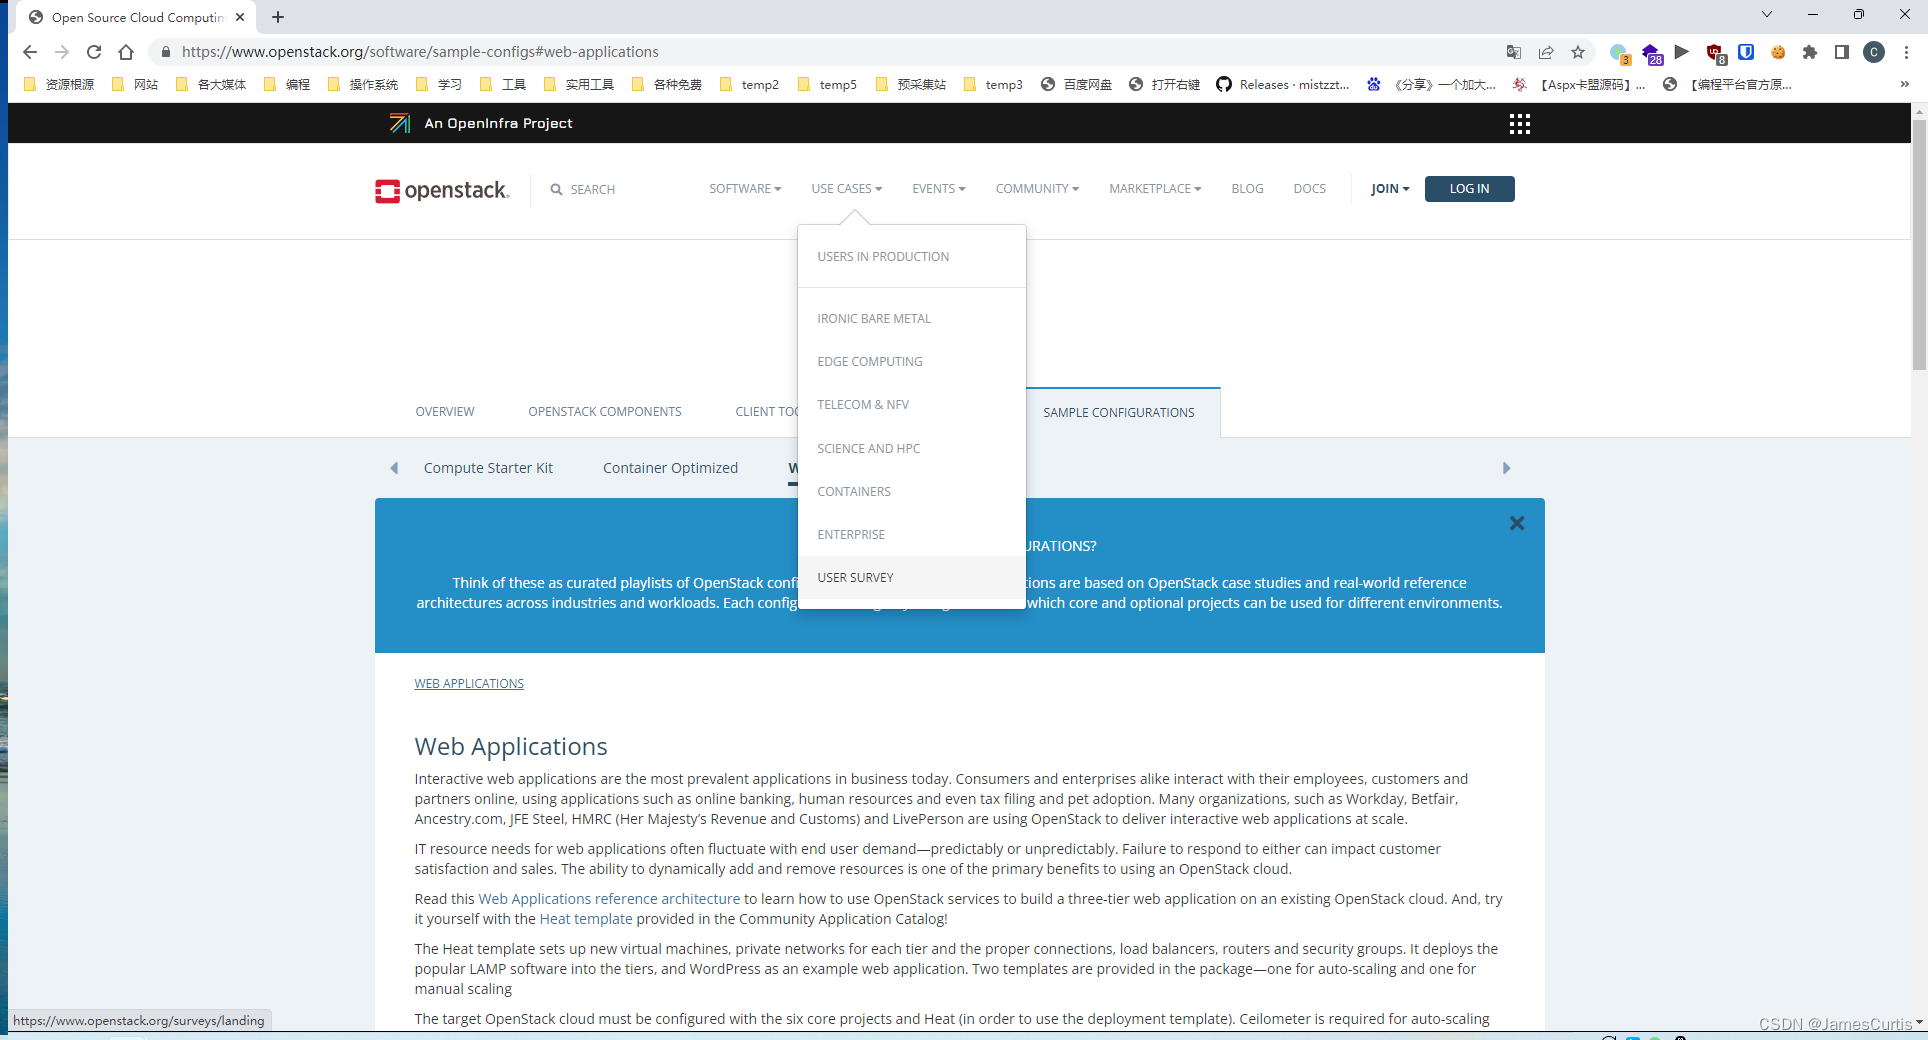 Open Source Cloud Computin
https://www.openstack.org/software/sample-configs#web-applications
3
28
8
C
资源根源 网站 各大媒体 编程 操作系统 学习 工具 实用工具 各种免费 temp2 temp5 预采集站 temp3 百度网盘 打开右键 Releases · mistzzt... 《分享》一个加大... 【Aspx卡盟源码】... 【编程平台官方原...
An OpenInfra Project
openstack.
SEARCH
SOFTWARE USE CASES EVENTS COMMUNITY MARKETPLACE BLOG DOCS JOIN LOG IN
USERS IN PRODUCTION
IRONIC BARE METAL
EDGE COMPUTING
TELECOM & NFV
SCIENCE AND HPC
CONTAINERS
ENTERPRISE
USER SURVEY
OVERVIEW OPENSTACK COMPONENTS CLIENT TOO SAMPLE CONFIGURATIONS
Compute Starter Kit Container Optimized W
URATIONS?
Think of these as curated playlists of OpenStack confi tions are based on OpenStack case studies and real-world reference
architectures across industries and workloads. Each config which core and optional projects can be used for different environments.
WEB APPLICATIONS
Web Applications
Interactive web applications are the most prevalent applications in business today. Consumers and enterprises alike interact with their employees, customers and
partners online, using applications such as online banking, human resources and even tax filing and pet adoption. Many organizations, such as Workday, Betfair,
Ancestry.com, JFE Steel, HMRC (Her Majesty's Revenue and Customs) and LivePerson are using OpenStack to deliver interactive web applications at scale.
IT resource needs for web applications often fluctuate with end user demand—predictably or unpredictably. Failure to respond to either can impact customer
satisfaction and sales. The ability to dynamically add and remove resources is one of the primary benefits to using an OpenStack cloud.
Read this Web Applications reference architecture to learn how to use OpenStack services to build a three-tier web application on an existing OpenStack cloud. And, try
it yourself with the Heat template provided in the Community Application Catalog!
The Heat template sets up new virtual machines, private networks for each tier and the proper connections, load balancers, routers and security groups. It deploys the
popular LAMP software into the tiers, and WordPress as an example web application. Two templates are provided in the package—one for auto-scaling and one for
manual scaling
The target OpenStack cloud must be configured with the six core projects and Heat (in order to use the deployment template). Ceilometer is required for auto-scaling
https://www.openstack.org/surveys/landing
CSDN @JamesCurtis